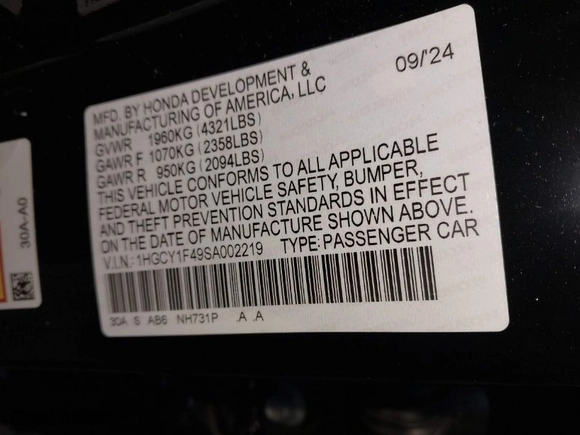 MFD. BY HONDA DEVELOPMENT &
MANUFACTURING OF AMERICA, LLC
09/'24
GVWR 1960KG (4321LBS)
GAWR F 1070KG (2358LBS)
GAWR R 950KG (2094LBS)
THIS VEHICLE CONFORMS TO ALL APPLICABLE
FEDERAL MOTOR VEHICLE SAFETY, BUMPER,
AND THEFT PREVENTION STANDARDS IN EFFECT
ON THE DATE OF MANUFACTURE SHOWN ABOVE.
V.I.N.: 1HGCY1F49SA002219 TYPE: PASSENGER CAR
30A S AB6 NH731P .A .A
30A-A0